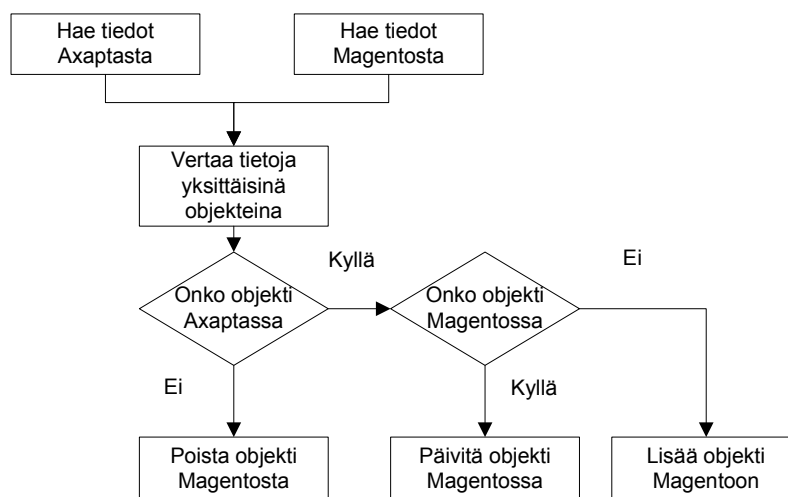 Hae tiedot
Axaptasta
Hae tiedot
Magentosta
Vertaa tietoja
yksittäisinä
objekteina
Kyllä
Ei
Onko objekti
Axaptassa
Onko objekti
Magentossa
Ei
Kyllä
Poista objekti
Magentosta
Päivitä objekti
Magentossa
Lisää objekti
Magentoon